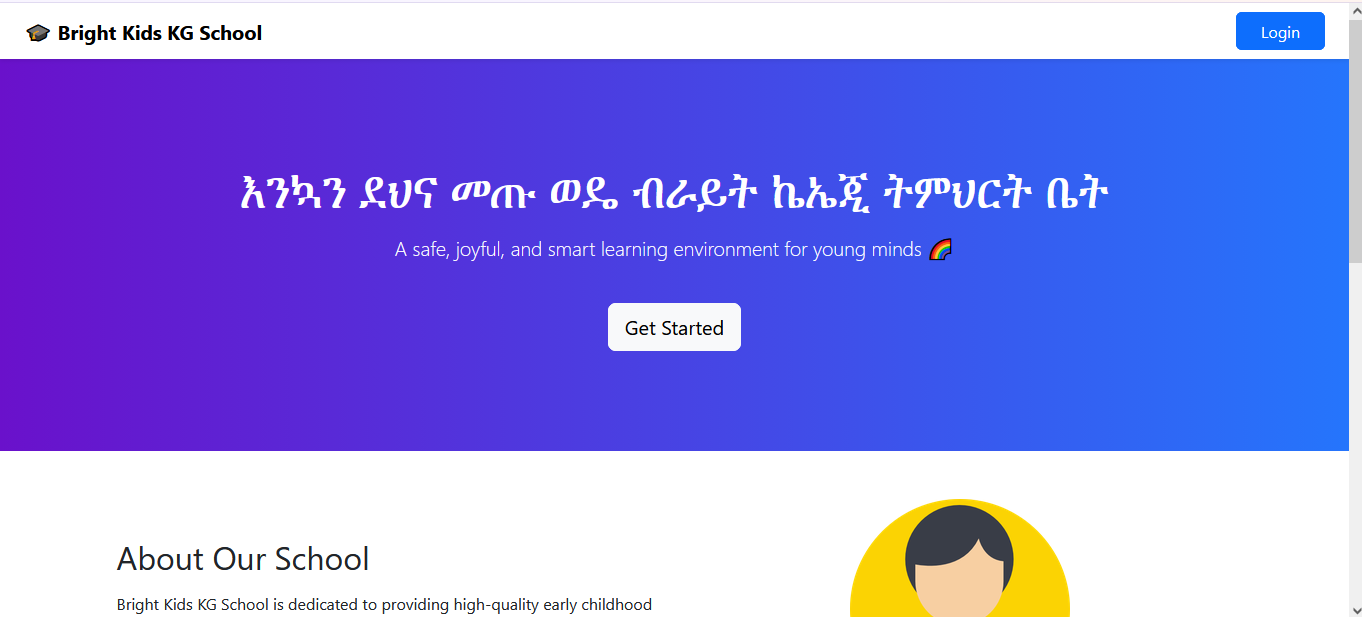 🎓 Bright Kids KG School
Login
እንኳን ደህና መጡ ወደ ብራይት ኬኤጂ ትምህርት ቤት
A safe, joyful, and smart learning environment for young minds 🌈
Get Started
About Our School
Bright Kids KG School is dedicated to providing high-quality early childhood